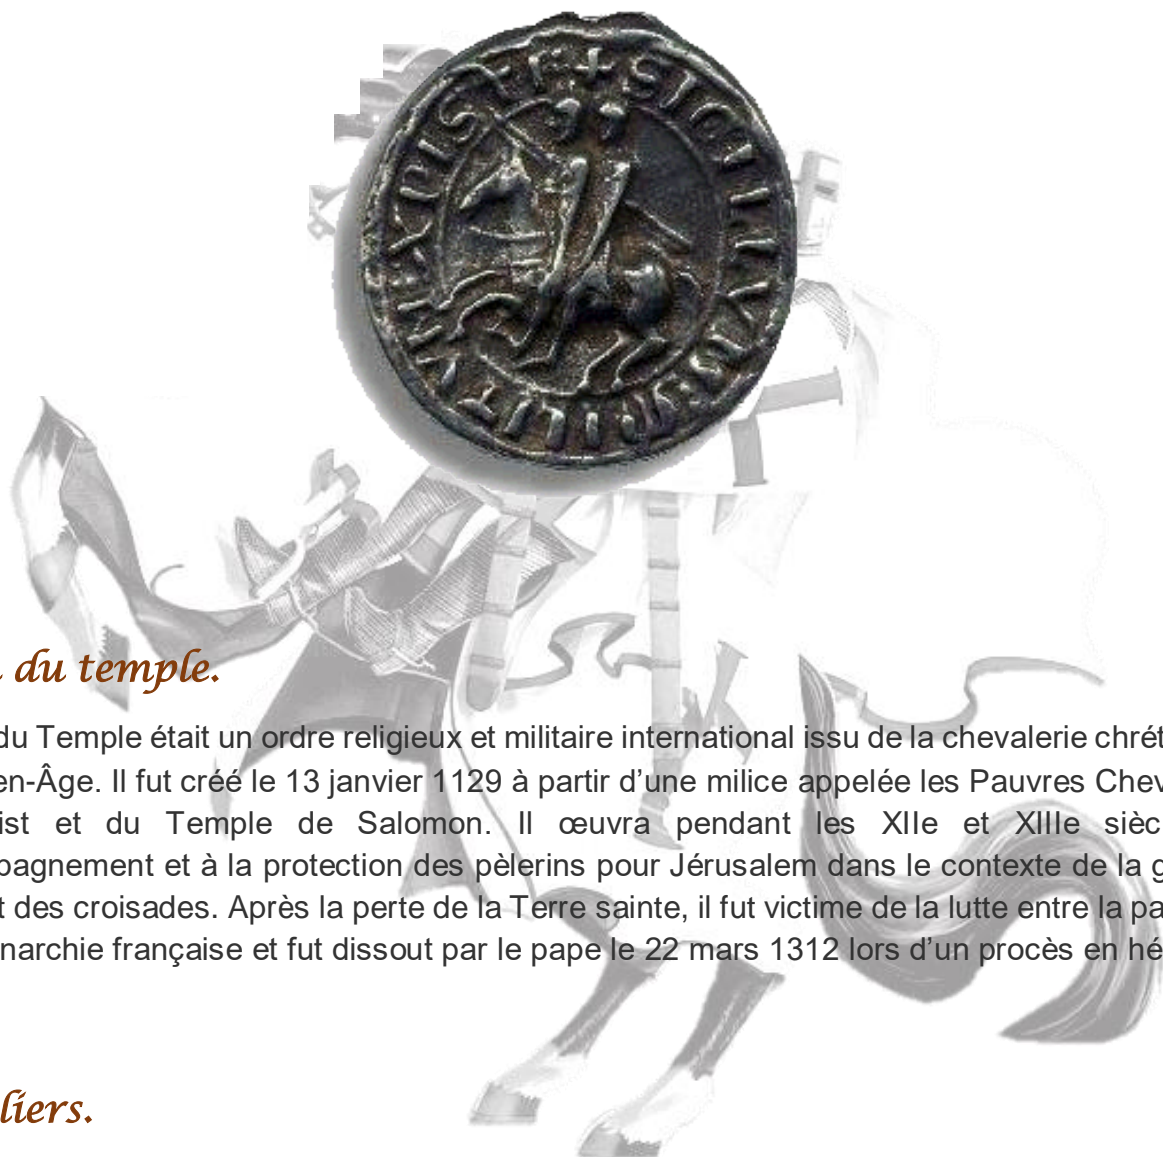 + SIGILLVM : MILITVM : XPISTI
du temple.
du Temple était un ordre religieux et militaire international issu de la chevalerie chrét
en-Âge. Il fut créé le 13 janvier 1129 à partir d’une milice appelée les Pauvres Chev
ist et du Temple de Salomon. Il œuvra pendant les XIIe et XIIIe sièc
pagnement et à la protection des pèlerins pour Jérusalem dans le contexte de la g
t des croisades. Après la perte de la Terre sainte, il fut victime de la lutte entre la pa
narchie française et fut dissout par le pape le 22 mars 1312 lors d’un procès en hé
liers.